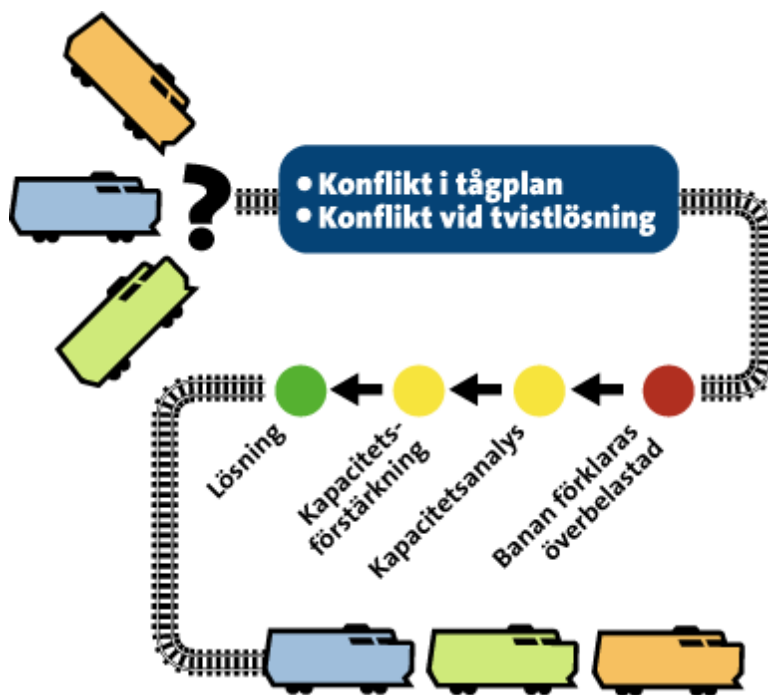 ?
• Konflikt i tågplan
• Konflikt vid tvistlösning
Lösning
Kapacitets-
förstärkning
Kapacitetsanalys
Banan förklaras
överbelastad